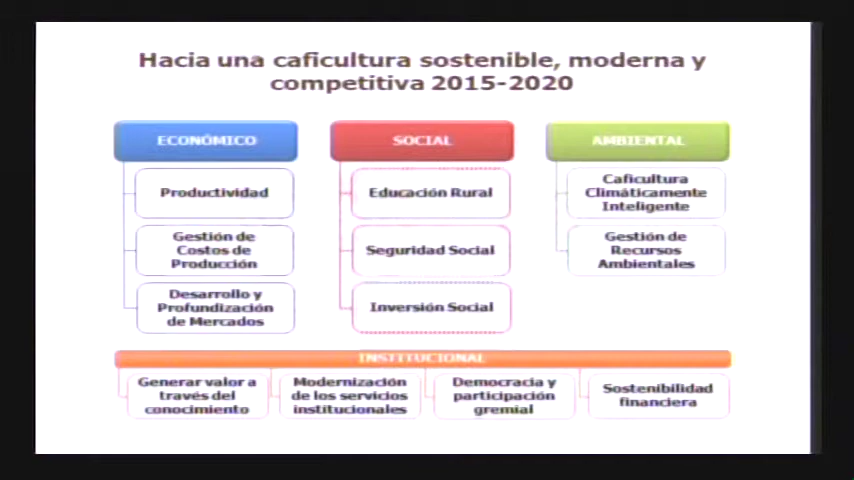 Hacia una caficultura sostenible, moderna y
competitiva 2015-2020
ECONÓMICO
SOCIAL
AMBIENTAL
Productividad
Educación Rural
Caficultura
Climáticamente
Inteligente
Gestión de
Costos de
Producción
Seguridad Social
Gestión de
Recursos
Ambientales
Desarrollo y
Profundización
de Mercados
Inversión Social
INSTITUCIONAL
Generar valor a
través del
conocimiento
Modernización
de los servicios
institucionales
Democracia y
participación
gremial
Sostenibilidad
financiera